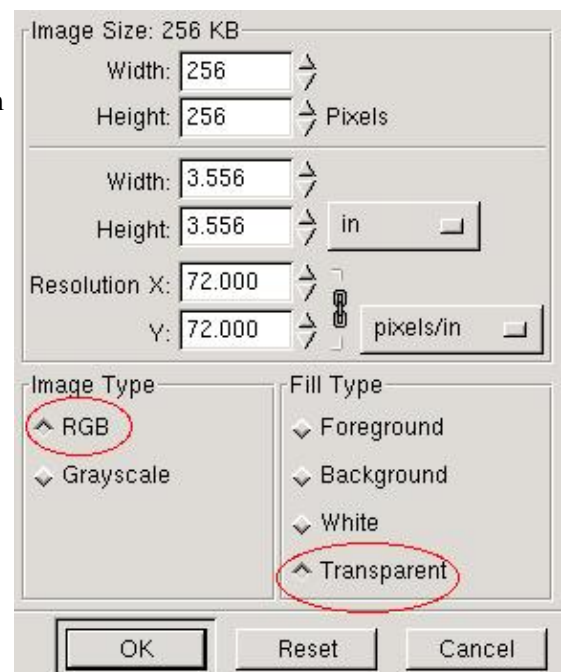 Image Size: 256 KB
Width: 256
Height: 256 Pixels
Width: 3.556
Height: 3.556 in
Resolution X: 72.000
Y: 72.000 pixels/in
Image Type
RGB
Grayscale
Fill Type
Foreground
Background
White
Transparent
OK Reset Cancel